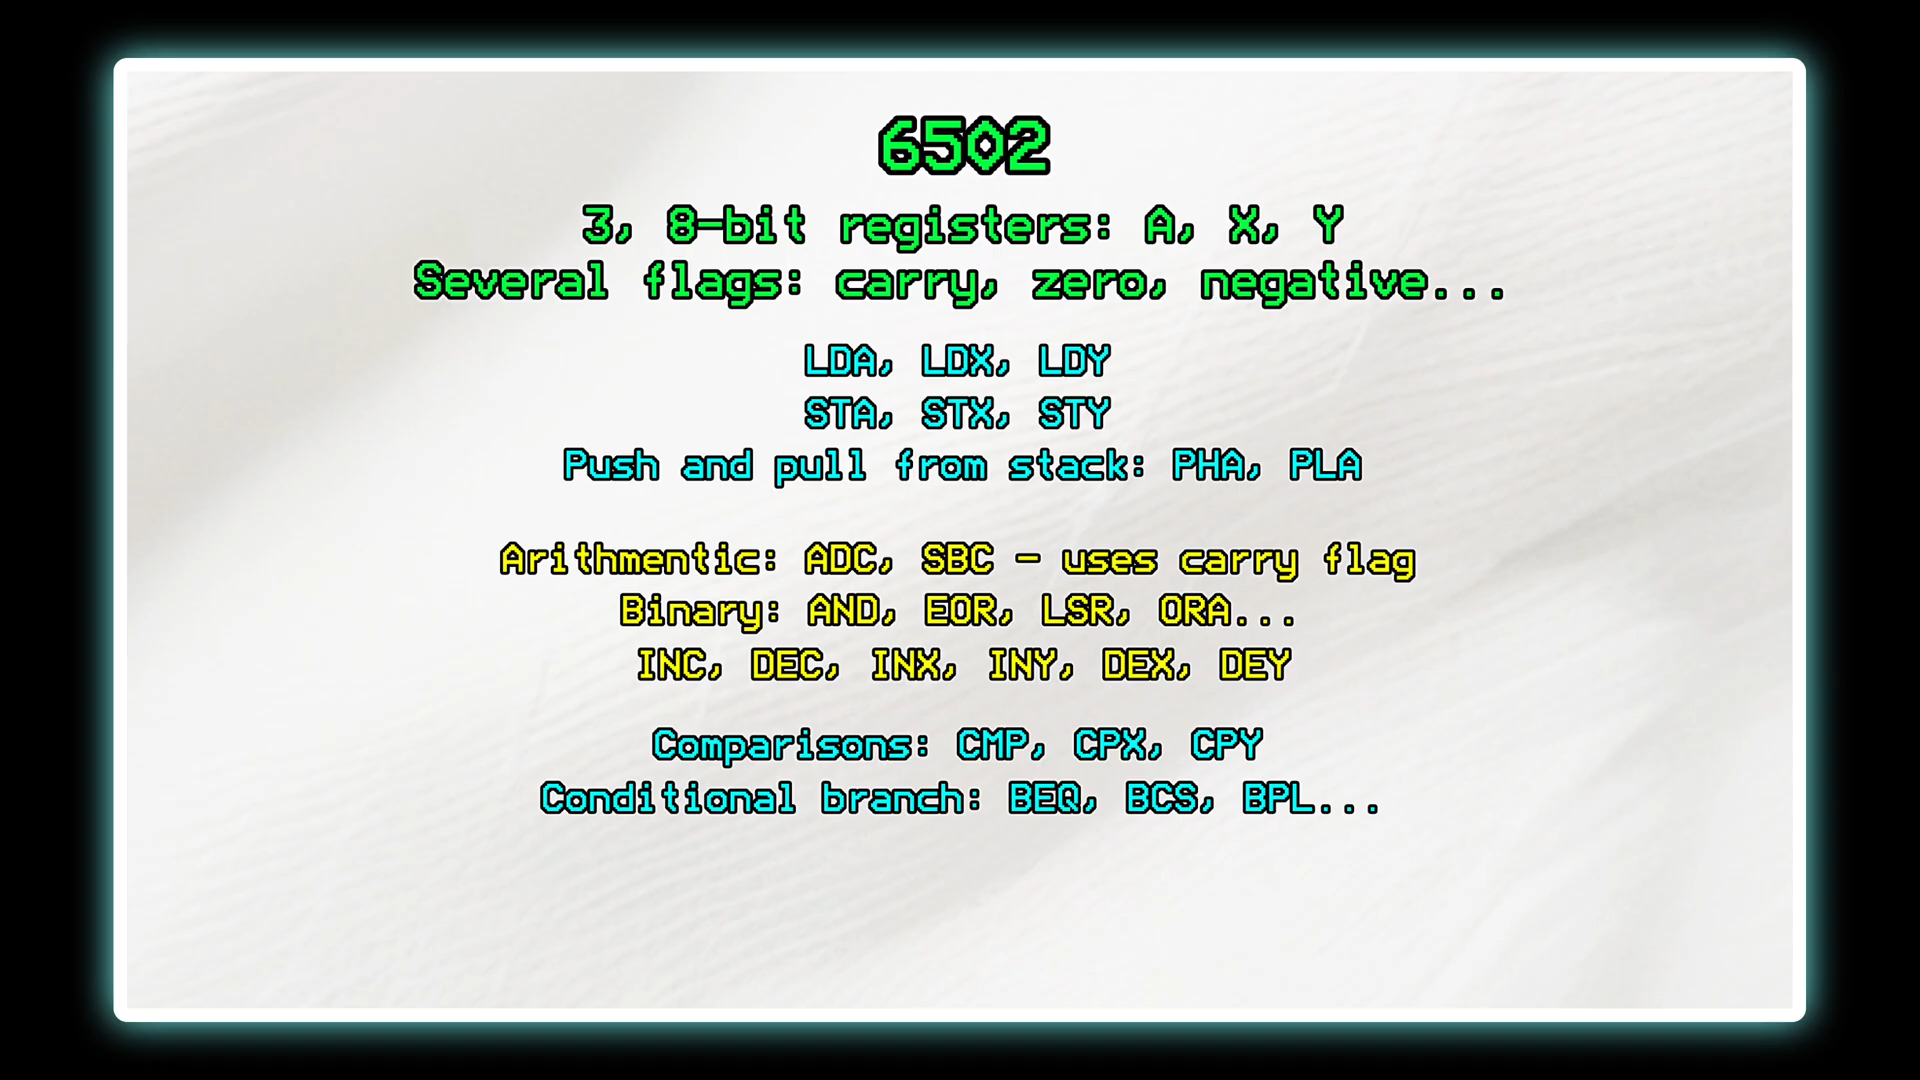 6502
3, 8-bit registers: A, X, Y
Several flags: carry, zero, negative...
LDA, LDX, LDY
STA, STX, STY
Push and pull from stack: PHA, PLA
Arithmentic: ADC, SBC - uses carry flag
Binary: AND, EOR, LSR, ORA...
INC, DEC, INX, INY, DEX, DEY
Comparisons: CMP, CPX, CPY
Conditional branch: BEQ, BCS, BPL...